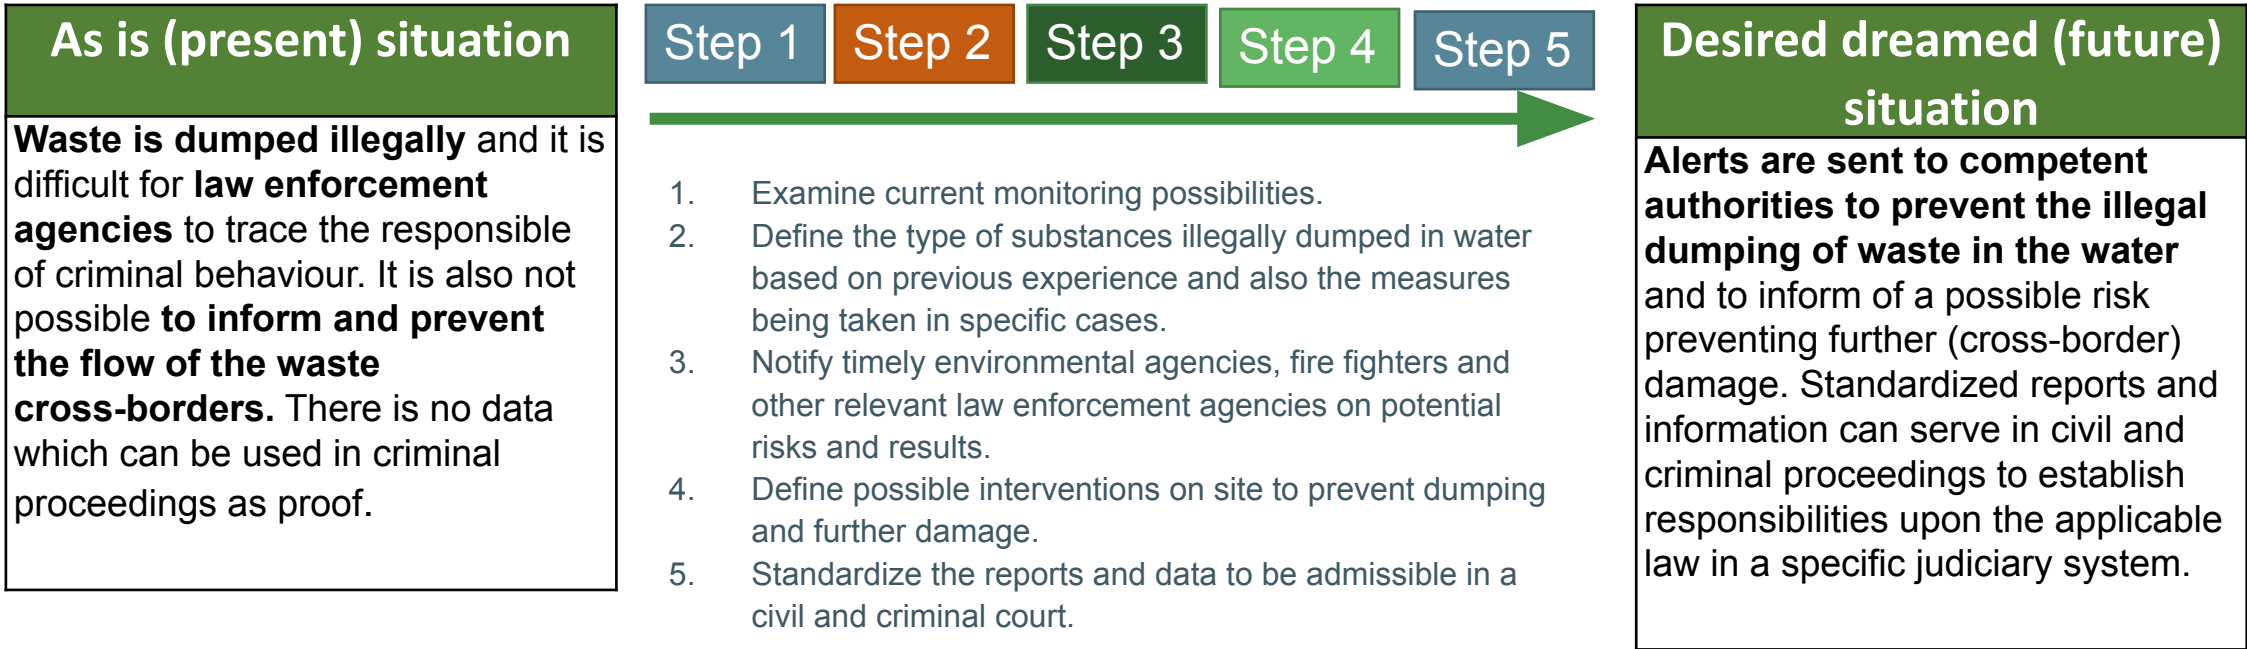 As is (present) situation
Waste is dumped illegally and it is
difficult for law enforcement
agencies to trace the responsible
of criminal behaviour. It is also not
possible to inform and prevent
the flow of the waste
cross-borders. There is no data
which can be used in criminal
proceedings as proof.
Step 1
Step 2
Step 3
Step 4
Step 5
1. Examine current monitoring possibilities.
2. Define the type of substances illegally dumped in water
based on previous experience and also the measures
being taken in specific cases.
3. Notify timely environmental agencies, fire fighters and
other relevant law enforcement agencies on potential
risks and results.
4. Define possible interventions on site to prevent dumping
and further damage.
5. Standardize the reports and data to be admissible in a
civil and criminal court.
Desired dreamed (future)
situation
Alerts are sent to competent
authorities to prevent the illegal
dumping of waste in the water
and to inform of a possible risk
preventing further (cross-border)
damage. Standardized reports and
information can serve in civil and
criminal proceedings to establish
responsibilities upon the applicable
law in a specific judiciary system.